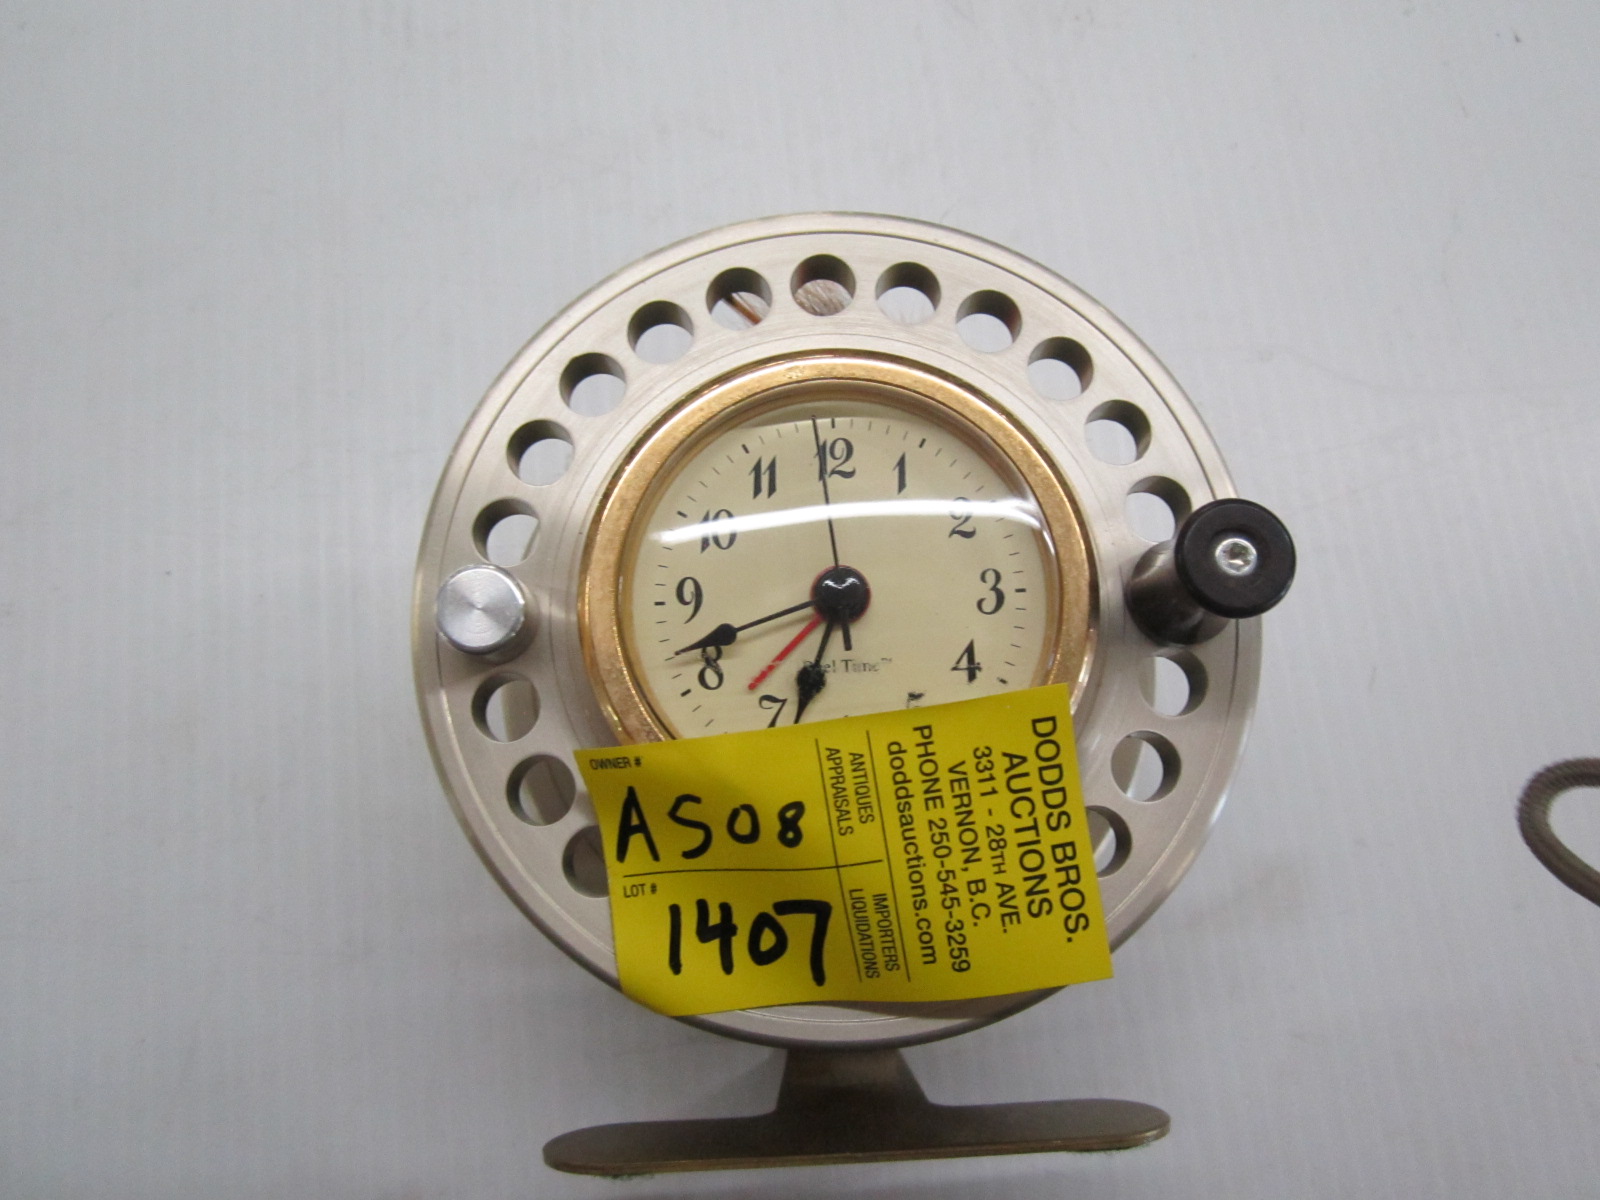 12
1
2
3
4
7
8
9
10
11
Reel Time™
OWNER #
A508
LOT #
1407
ANTIQUES
APPRAISALS
IMPORTERS
LIQUIDATIONS
DODDS BROS.
AUCTIONS
3311 - 28TH AVE.
VERNON, B.C.
PHONE 250-545-3259
doddsauctions.com